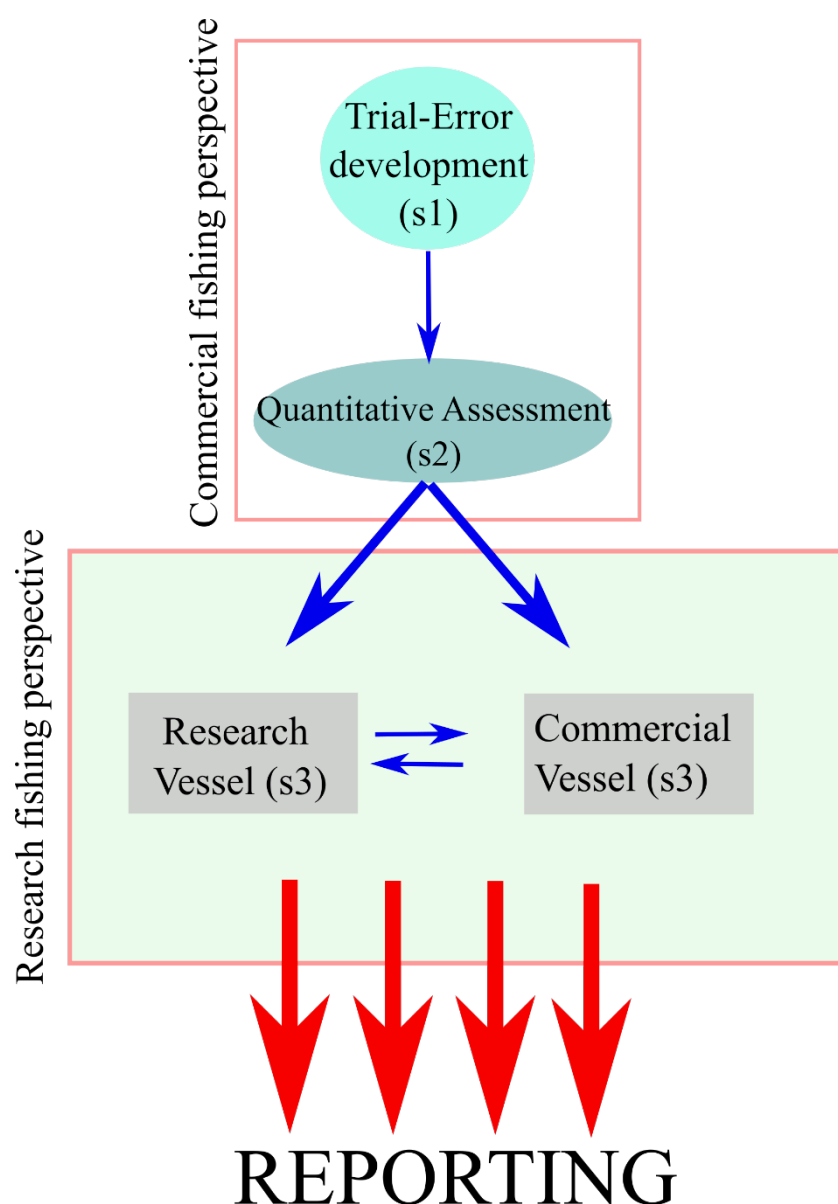 Commercial fishing perspective
Trial-Error
development
(s1)
Quantitative Assessment
(s2)
Research fishing perspective
Research
Vessel (s3)
Commercial
Vessel (s3)
REPORTING